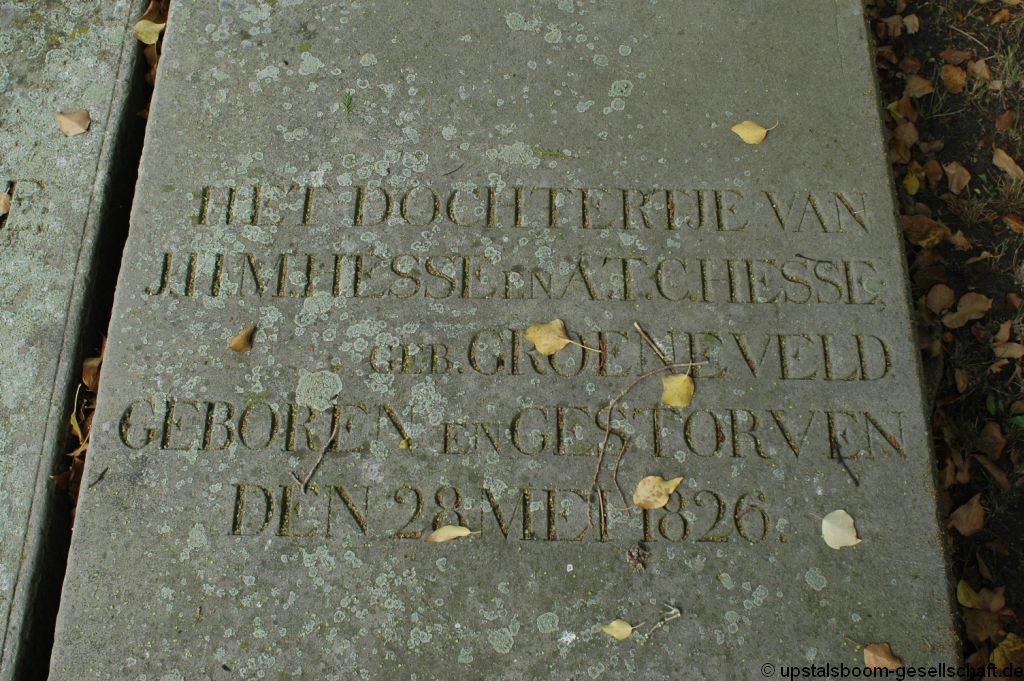 E
HET DOCHTERTJE VAN
J.H.M.HESSE EN A.T.C.HESSE
GEB. GROENEVELD.
GEBOREN EN GESTORVEN
DEN 28 MEI 1826.
© upstalsboom-gesellschaft.de